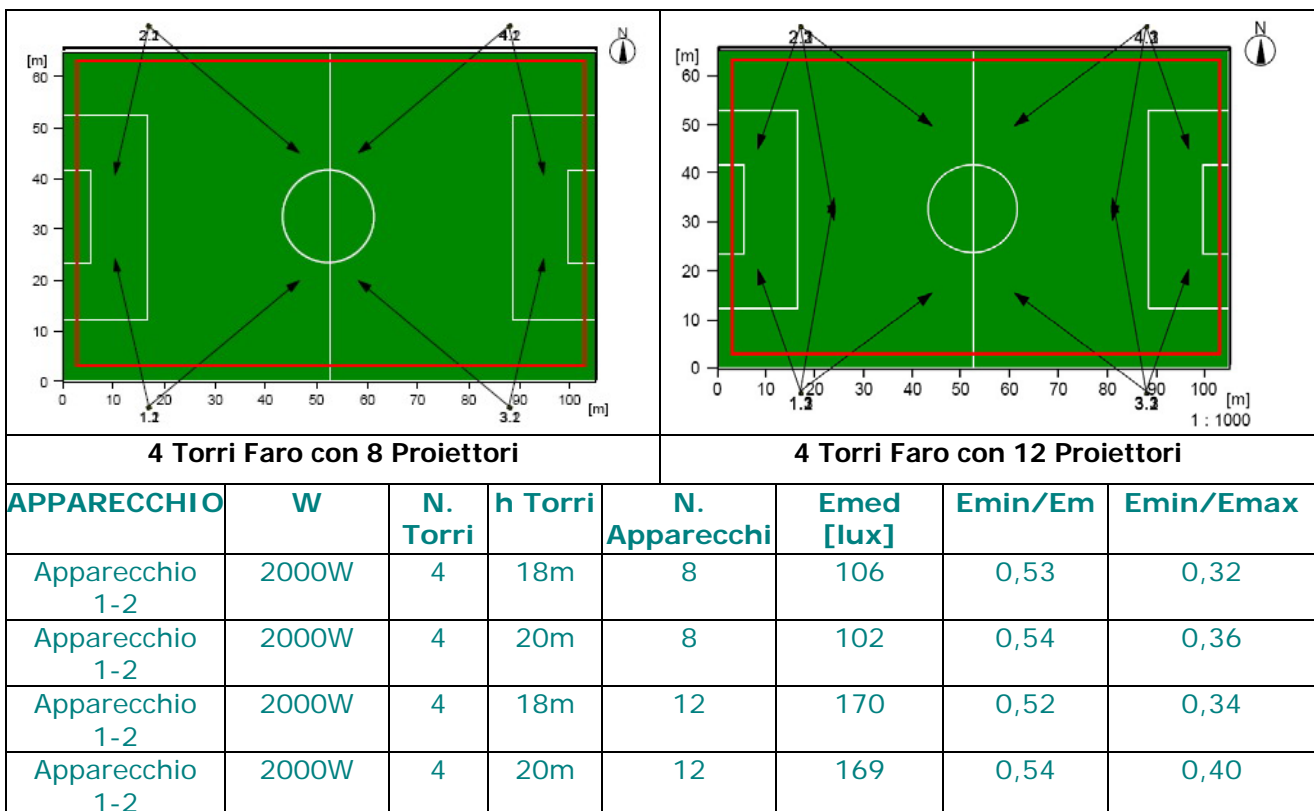 N
[m]
60
50
40
30
20
10
0
0 10 20 30 40 50 60 70 80 90 100 [m]
N
[m]
60
50
40
30
20
10
0
0 10 20 30 40 50 60 70 80 90 100 [m]
1 : 1000
4 Torri Faro con 8 Proiettori
4 Torri Faro con 12 Proiettori
APPARECCHIO W N. h Torri N. Emed Emin/Em Emin/Emax
Torri Apparecchi [lux]
Apparecchio 2000W 4 18m 8 106 0,53 0,32
1-2
Apparecchio 2000W 4 20m 8 102 0,54 0,36
1-2
Apparecchio 2000W 4 18m 12 170 0,52 0,34
1-2
Apparecchio 2000W 4 20m 12 169 0,54 0,40
1-2